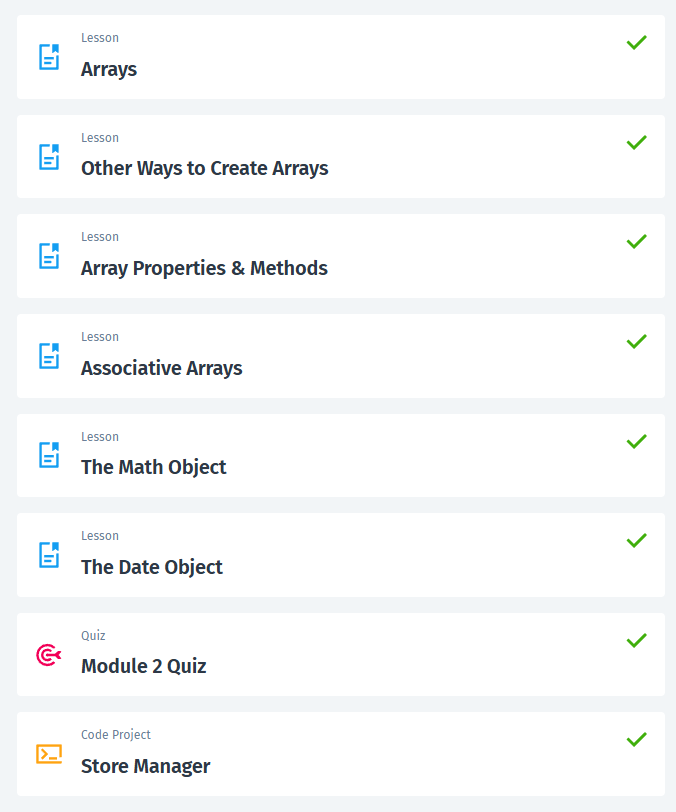 Lesson
Arrays
Lesson
Other Ways to Create Arrays
Lesson
Array Properties & Methods
Lesson
Associative Arrays
Lesson
The Math Object
Lesson
The Date Object
Quiz
Module 2 Quiz
Code Project
Store Manager